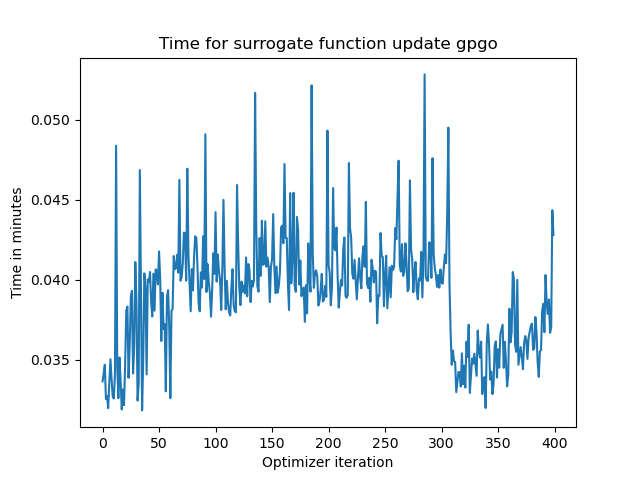 Time for surrogate function update gpgo
Time in minutes
0.050
0.045
0.040
0.035
0 50 100 150 200 250 300 350 400
Optimizer iteration